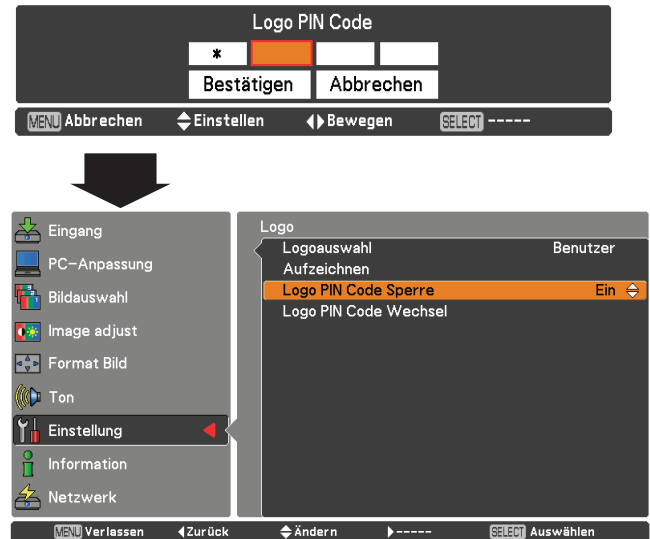 Logo PIN Code
*
Bestätigen Abbrechen
MENU Abbrechen Einstellen Bewegen SELECT -----
Eingang
PC-Anpassung
Bildauswahl
Image adjust
Format Bild
Ton
Einstellung
Information
Netzwerk
Logo
Logoauswahl Benutzer
Aufzeichnen
Logo PIN Code Sperre Ein
Logo PIN Code Wechsel
MENU Verlassen Zurück Ändern ----- SELECT Auswählen